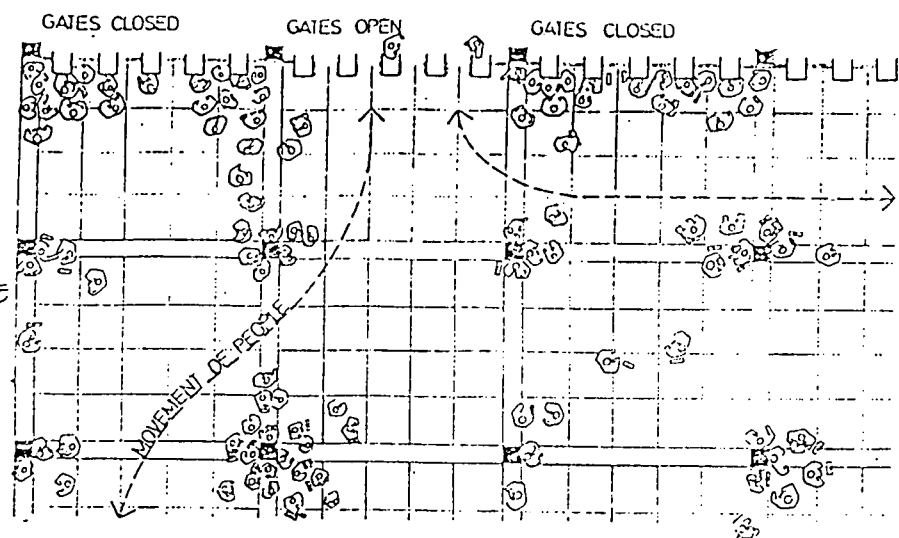 GATES CLOSED
GATES OPEN
GATES CLOSED
MOVEMENT OF PEOPLE